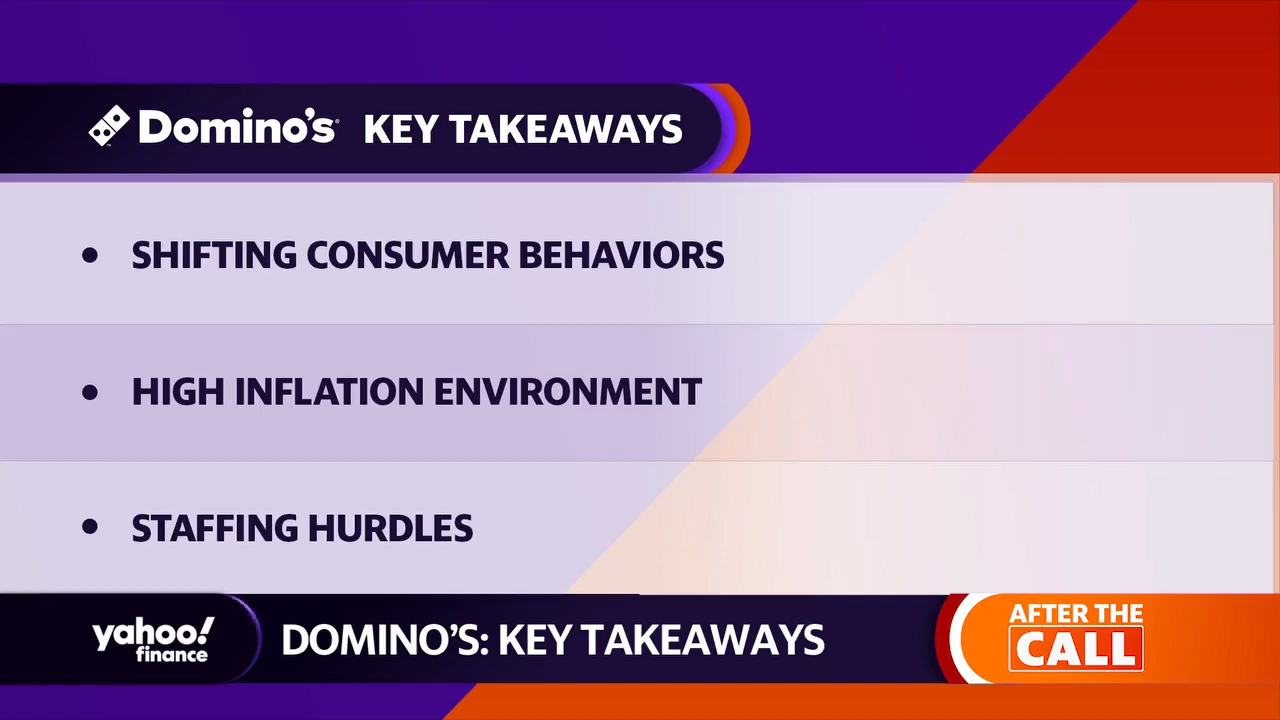 Domino's KEY TAKEAWAYS
• SHIFTING CONSUMER BEHAVIORS
• HIGH INFLATION ENVIRONMENT
• STAFFING HURDLES
yahoo!
finance
DOMINO'S: KEY TAKEAWAYS
AFTER THE
CALL